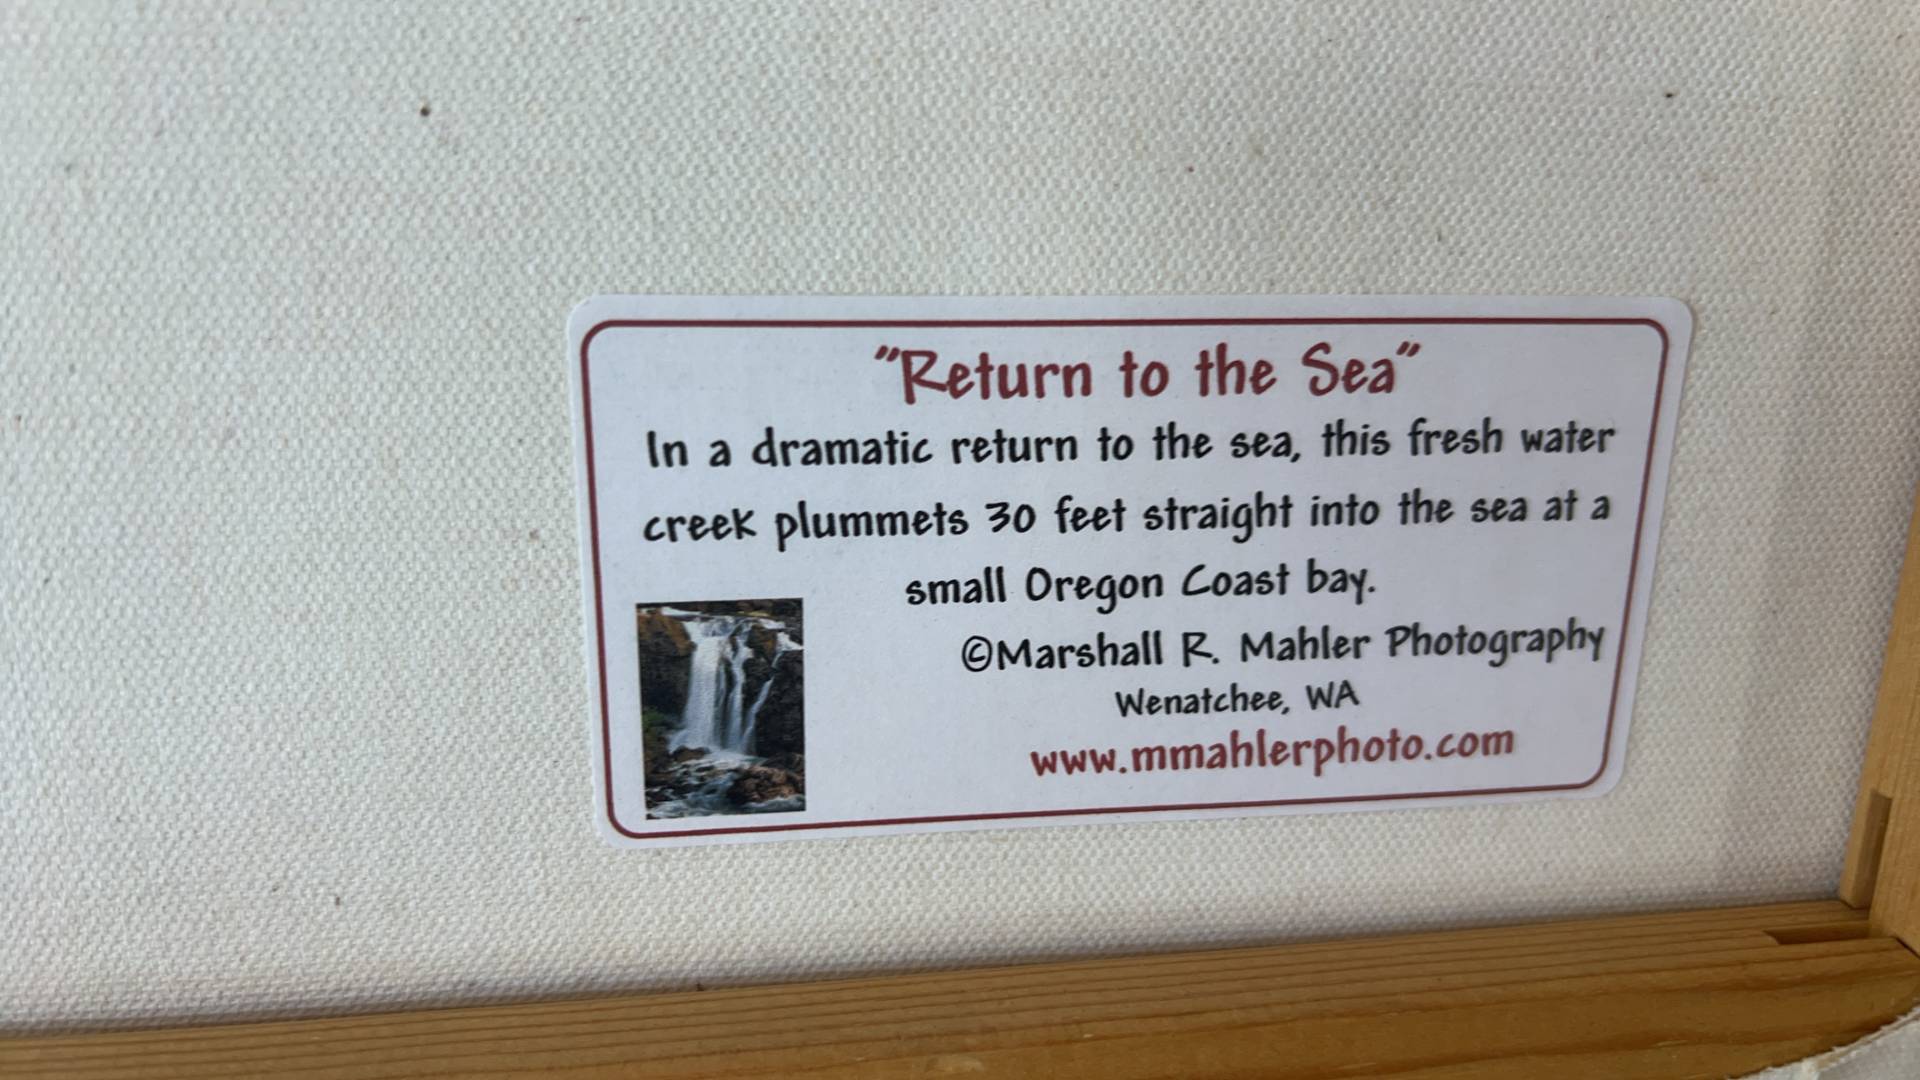 "Return to the Sea"
In a dramatic return to the sea, this fresh water
creek plummets 30 feet straight into the sea at a
small Oregon Coast bay.
©Marshall R. Mahler Photography
Wenatchee, WA
www.mmahlerphoto.com